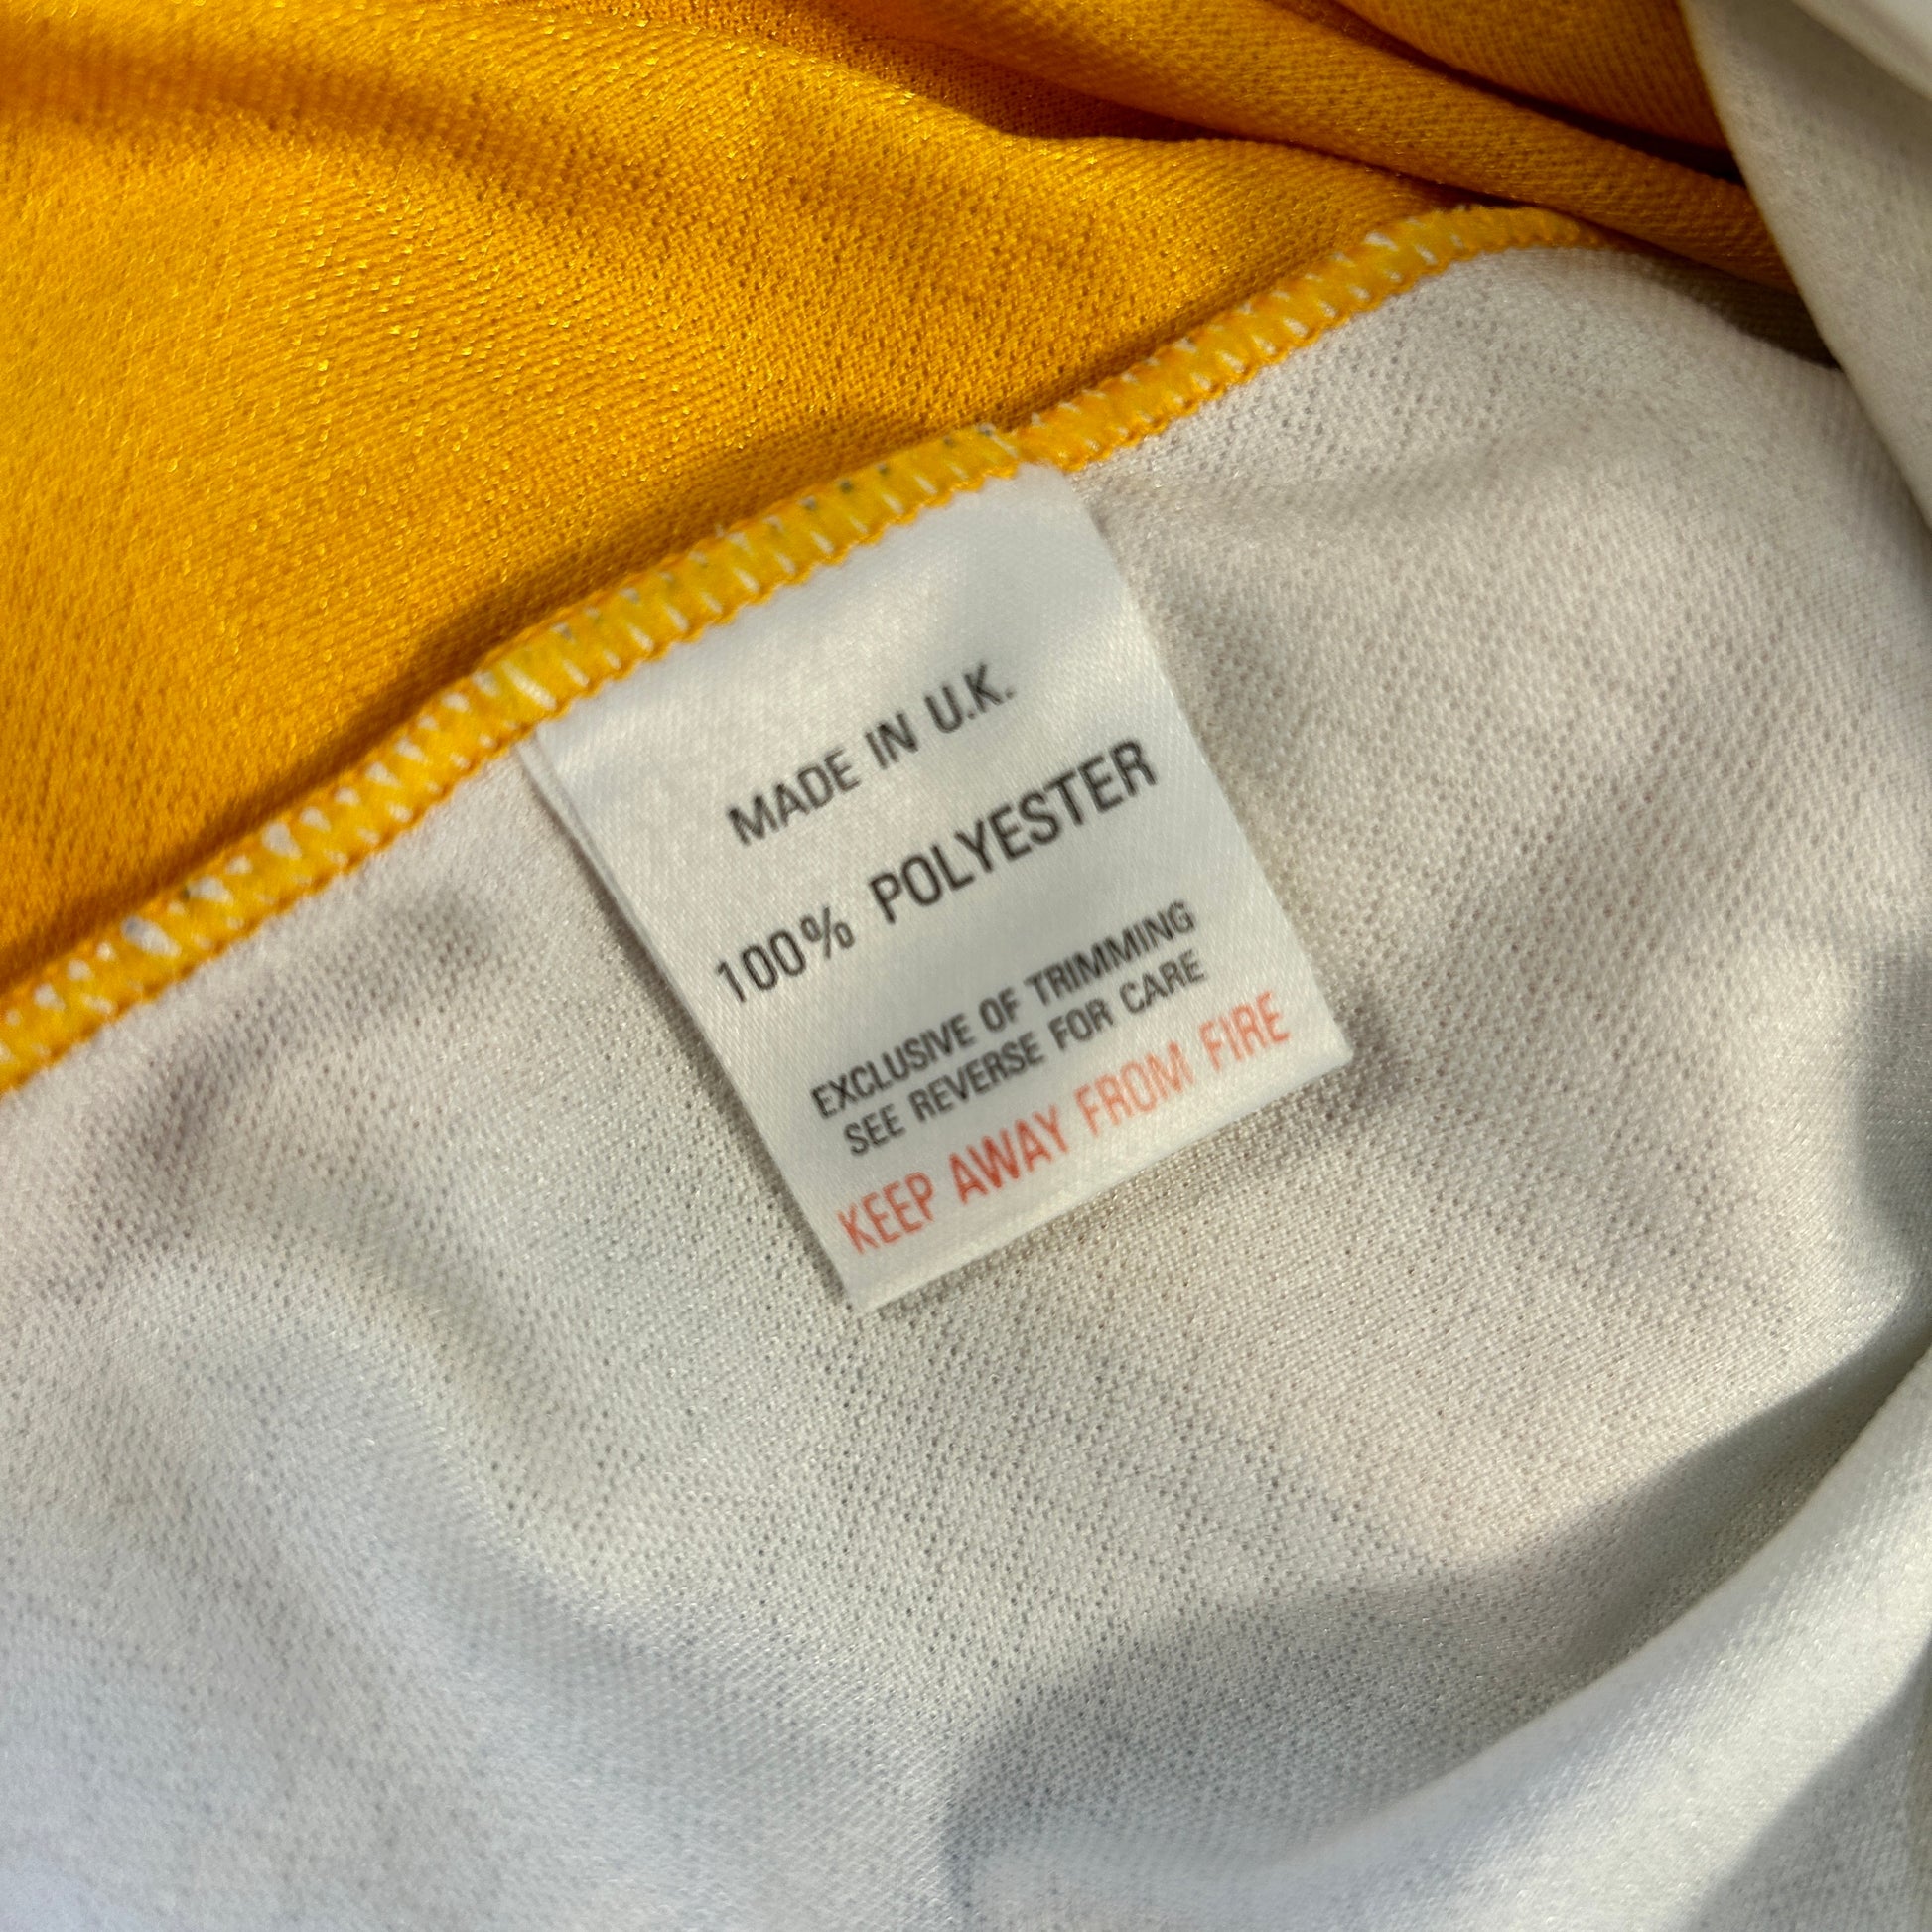 MADE IN U.K.
100% POLYESTER
EXCLUSIVE OF TRIMMING
SEE REVERSE FOR CARE
KEEP AWAY FROM FIRE